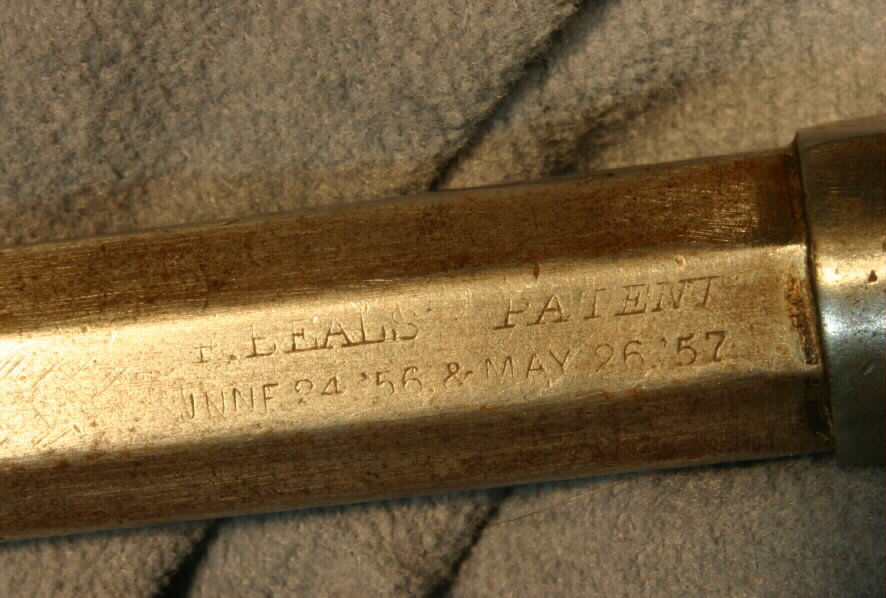 F. BEALS PATENT
JUNE 24 '56 & MAY 26 '57